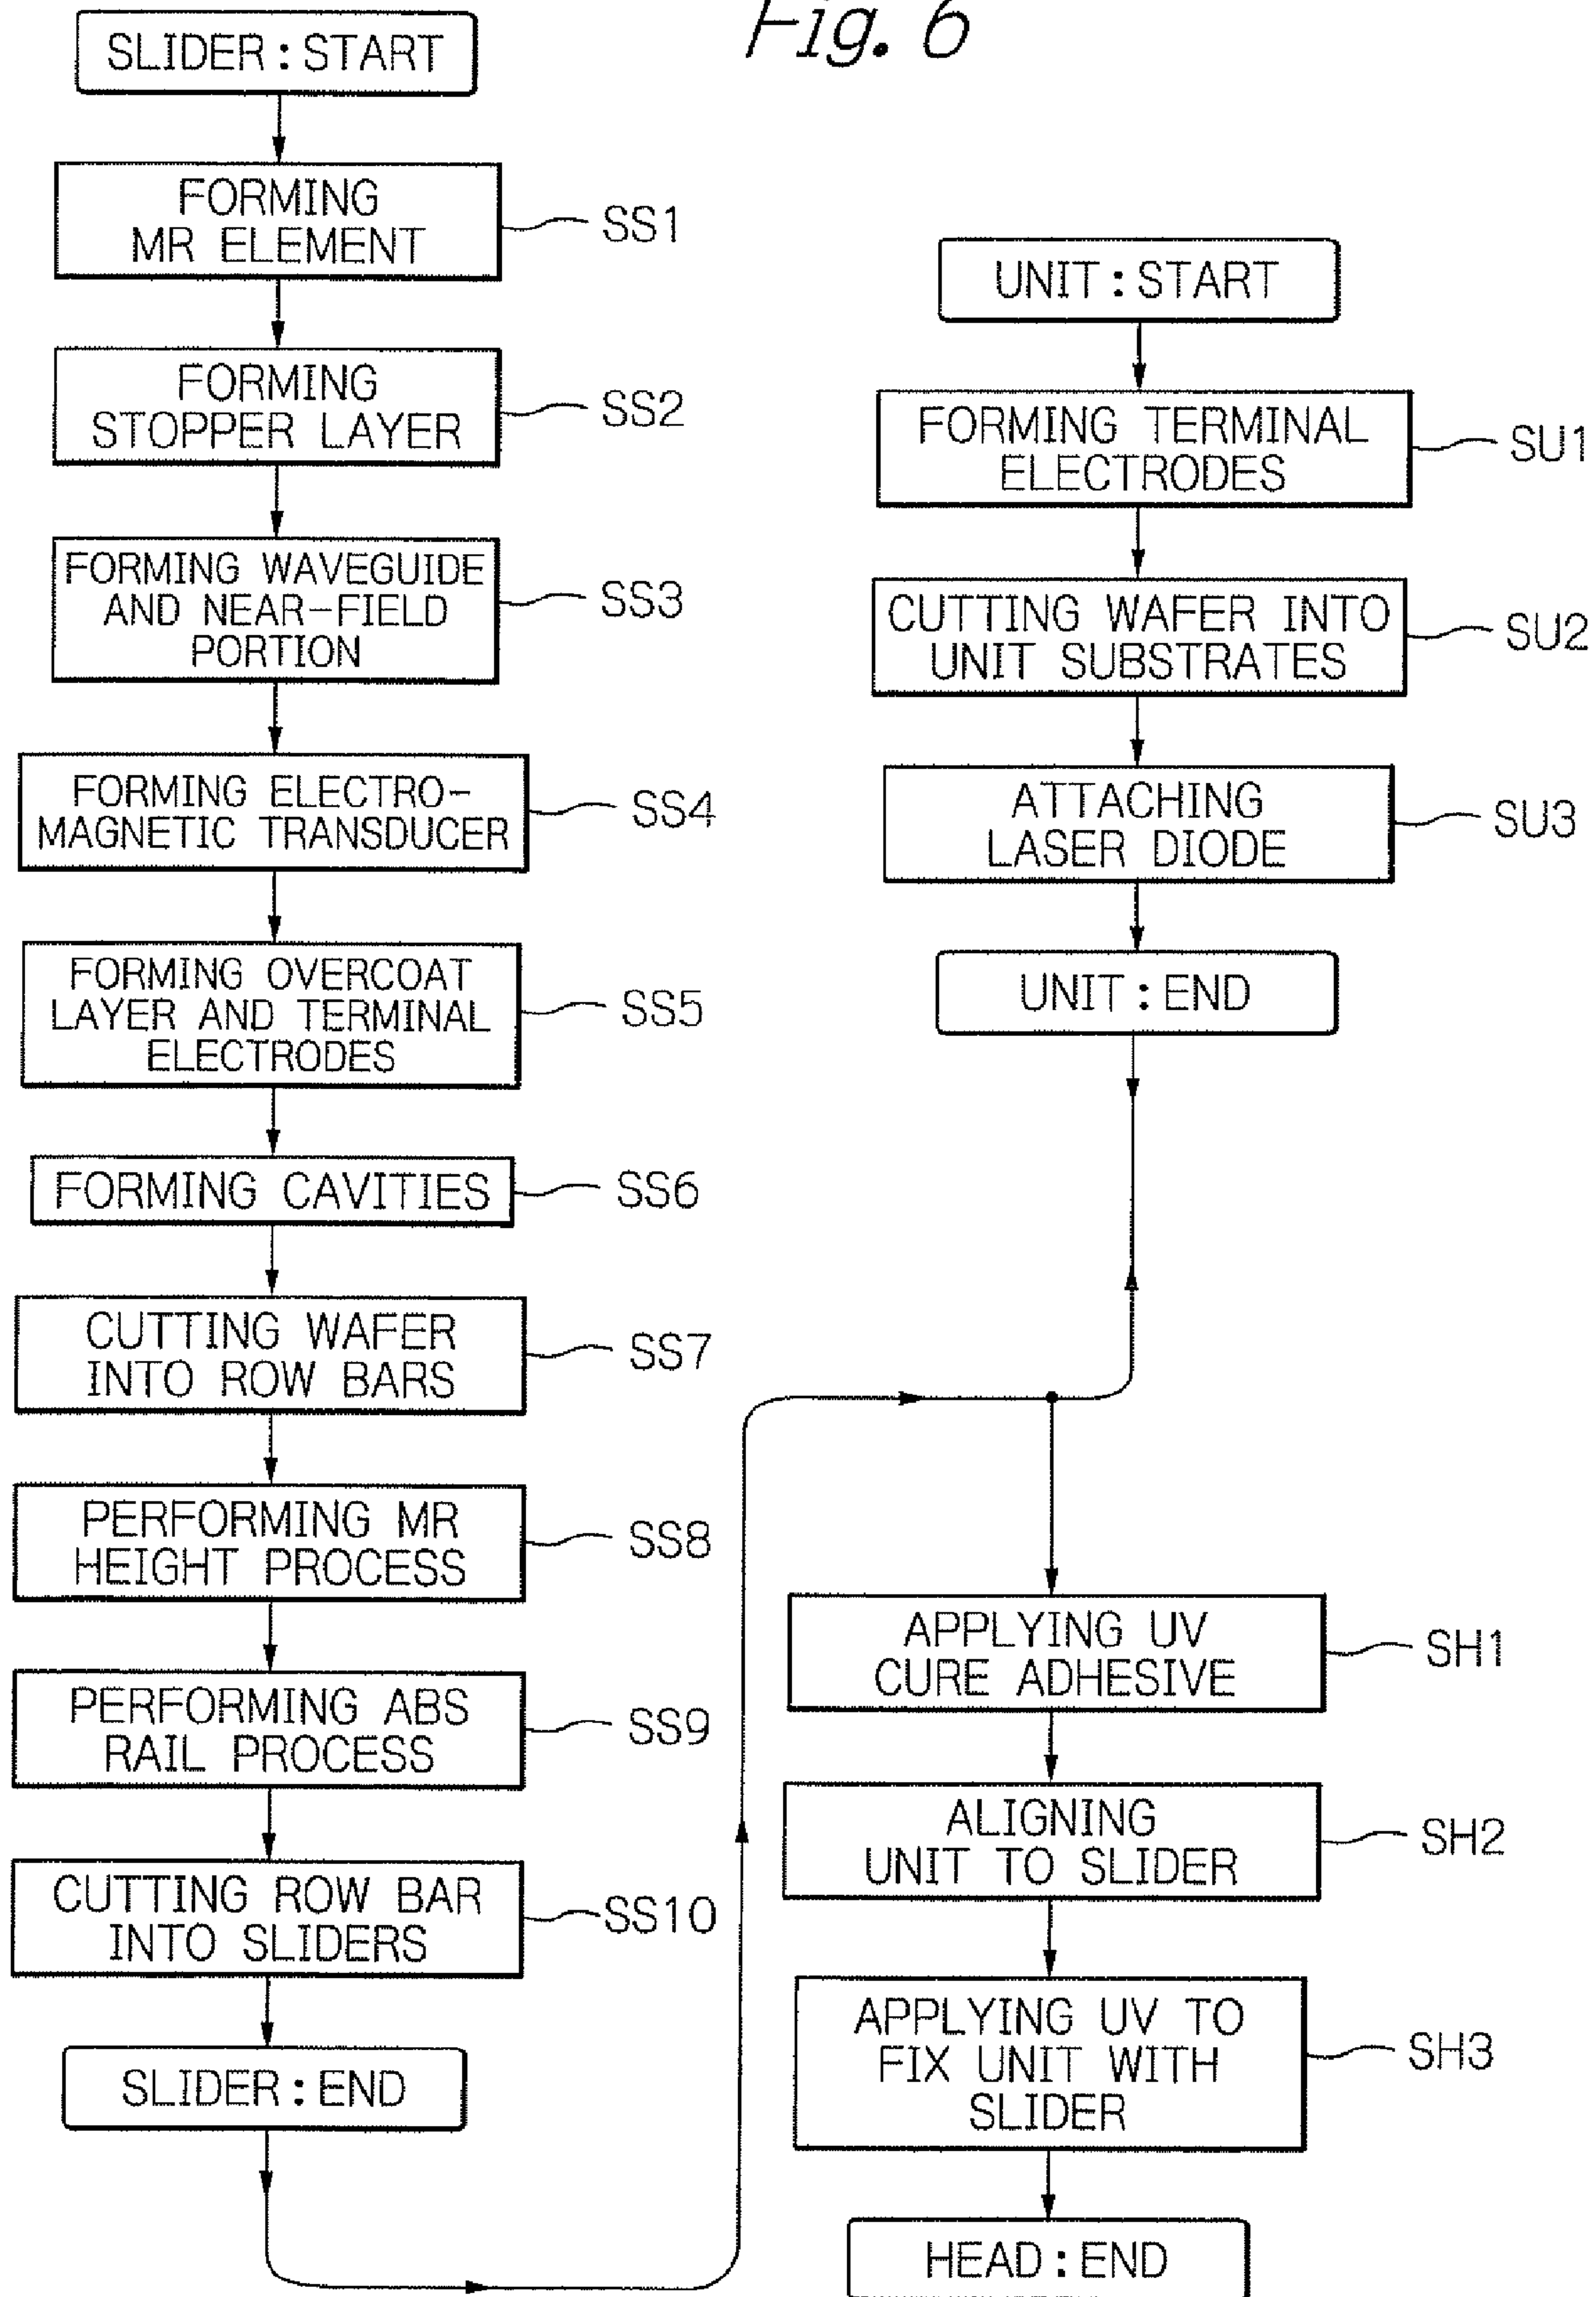 Fig. 6
SLIDER:START
FORMING
MR ELEMENT
SS1
FORMING
STOPPER LAYER
SS2
FORMING WAVEGUIDE
AND NEAR-FIELD
PORTION
SS3
FORMING ELECTRO-
MAGNETIC TRANSDUCER
SS4
FORMING OVERCOAT
LAYER AND TERMINAL
ELECTRODES
SS5
FORMING CAVITIES
SS6
CUTTING WAFER
INTO ROW BARS
SS7
PERFORMING MR
HEIGHT PROCESS
SS8
PERFORMING ABS
RAIL PROCESS
SS9
CUTTING ROW BAR
INTO SLIDERS
SS10
SLIDER:END
UNIT:START
FORMING TERMINAL
ELECTRODES
SU1
CUTTING WAFER INTO
UNIT SUBSTRATES
SU2
ATTACHING
LASER DIODE
SU3
UNIT:END
APPLYING UV
CURE ADHESIVE
SH1
ALIGNING
UNIT TO SLIDER
SH2
APPLYING UV TO
FIX UNIT WITH
SLIDER
SH3
HEAD:END